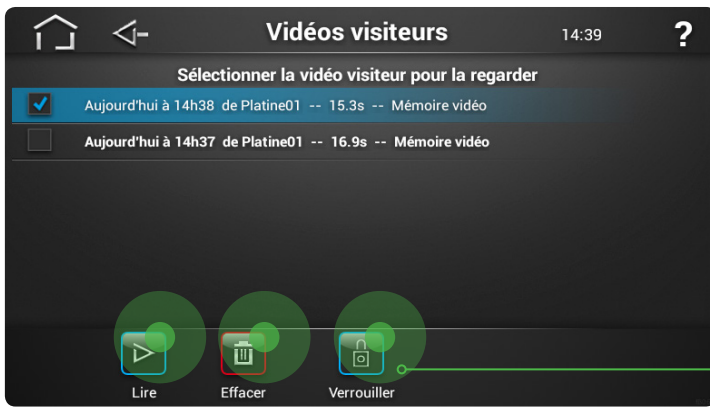 Vidéos visiteurs 14:39 ?
Sélectionner la vidéo visiteur pour la regarder
Aujourd'hui à 14h38 de Platine01 -- 15.3s -- Mémoire vidéo
Aujourd'hui à 14h37 de Platine01 -- 16.9s -- Mémoire vidéo
Lire Effacer Verrouiller